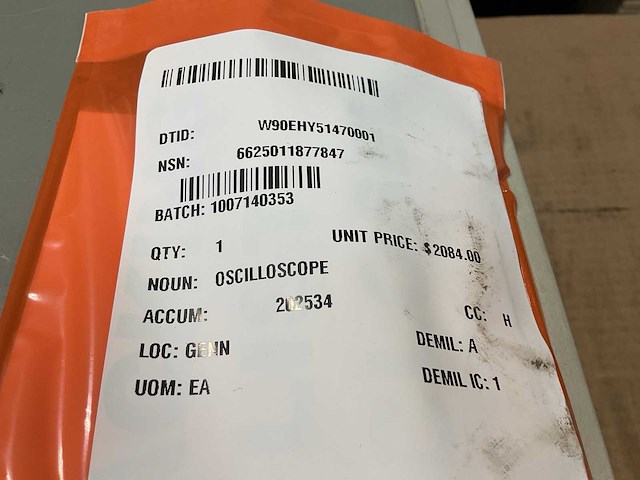 DTID: W90EHY51470001
NSN: 6625011877847
BATCH: 1007140353
QTY: 1 UNIT PRICE: $2084.00
NOUN: OSCILLOSCOPE
ACCUM: 202534 CC: H
LOC: GENN DEMIL: A
UOM: EA DEMIL IC: 1